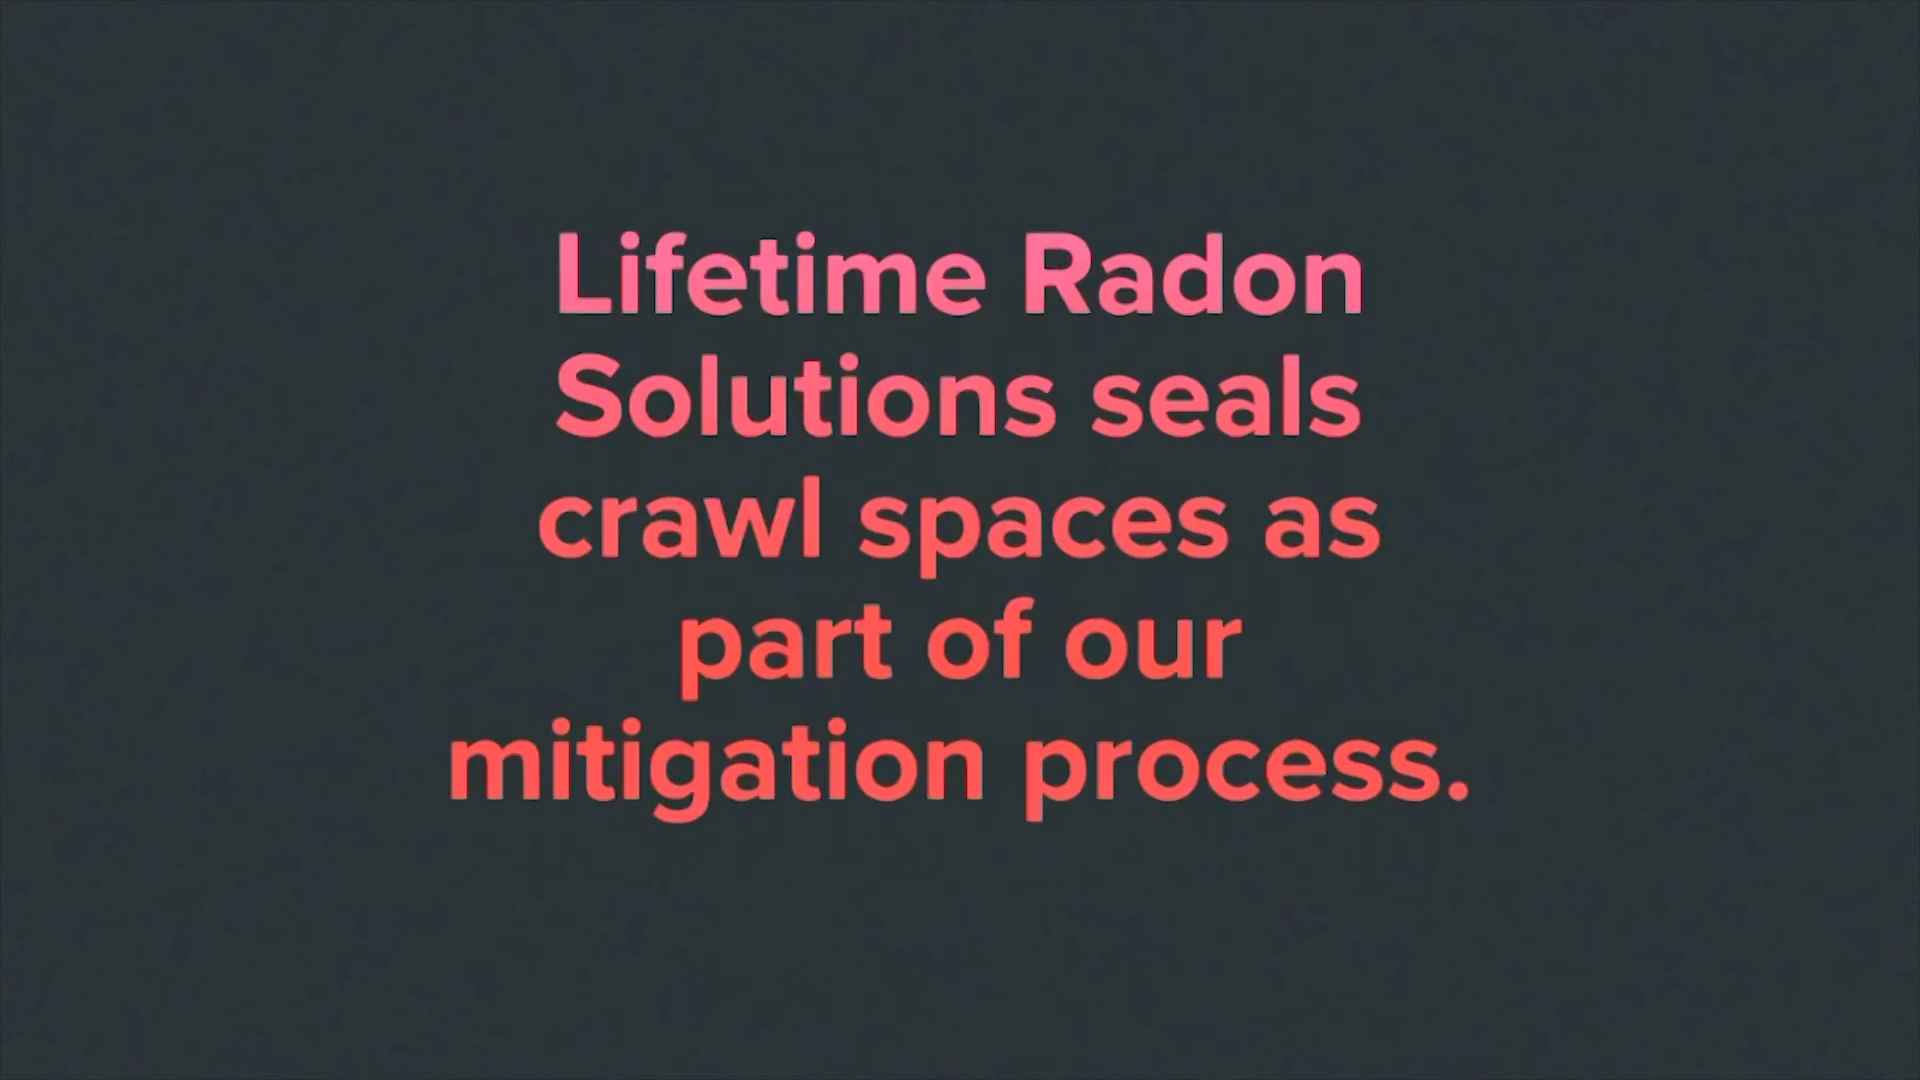 Lifetime Radon
Solutions seals
crawl spaces as
part of our
mitigation process.